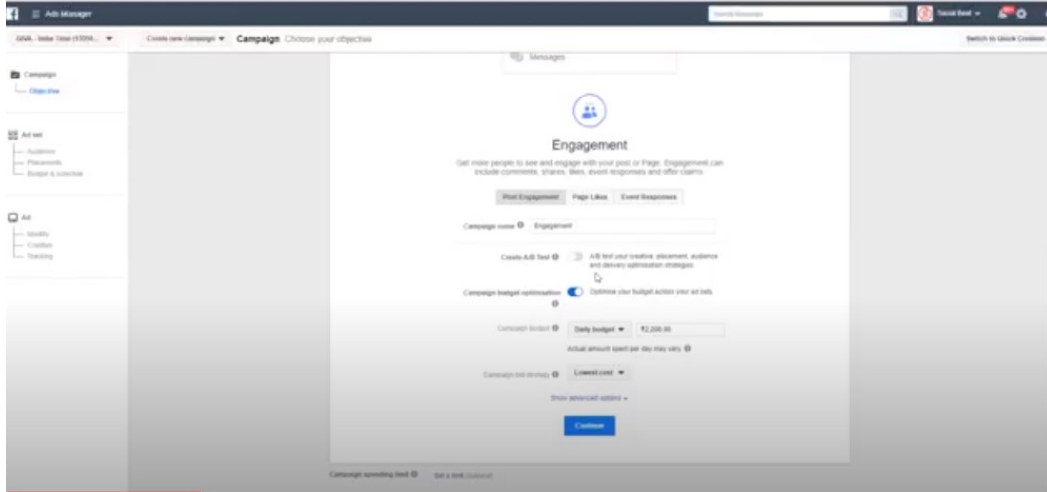 Ads Manager
Create new campaign
Campaign Choose your objective
Switch to Quick Creation
Campaign
Objective
Ad set
Audience
Placements
Budget & schedule
Ad
Identity
Creative
Tracking
Messages
Engagement
Get more people to see and engage with your post or Page. Engagement can
include comments, shares, likes, event responses and offer claims.
Post Engagement Page Likes Event Responses
Campaign name Engagement
Create A/B Test A/B test your creative, placement, audience
and delivery optimisation strategies
Campaign budget optimisation Optimise your budget across your ad sets
Campaign budget Daily budget ₹2,200.00
Actual amount spent per day may vary.
Campaign bid strategy Lowest cost
Show advanced options
Continue
Campaign spending limit Set a limit (optional)